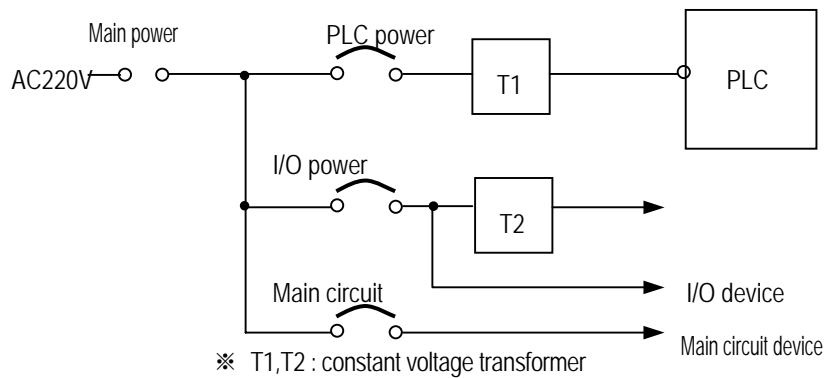 Main power
PLC power
AC220V
T1
PLC
I/O power
T2
I/O device
Main circuit
Main circuit device
※ T1,T2 : constant voltage transformer